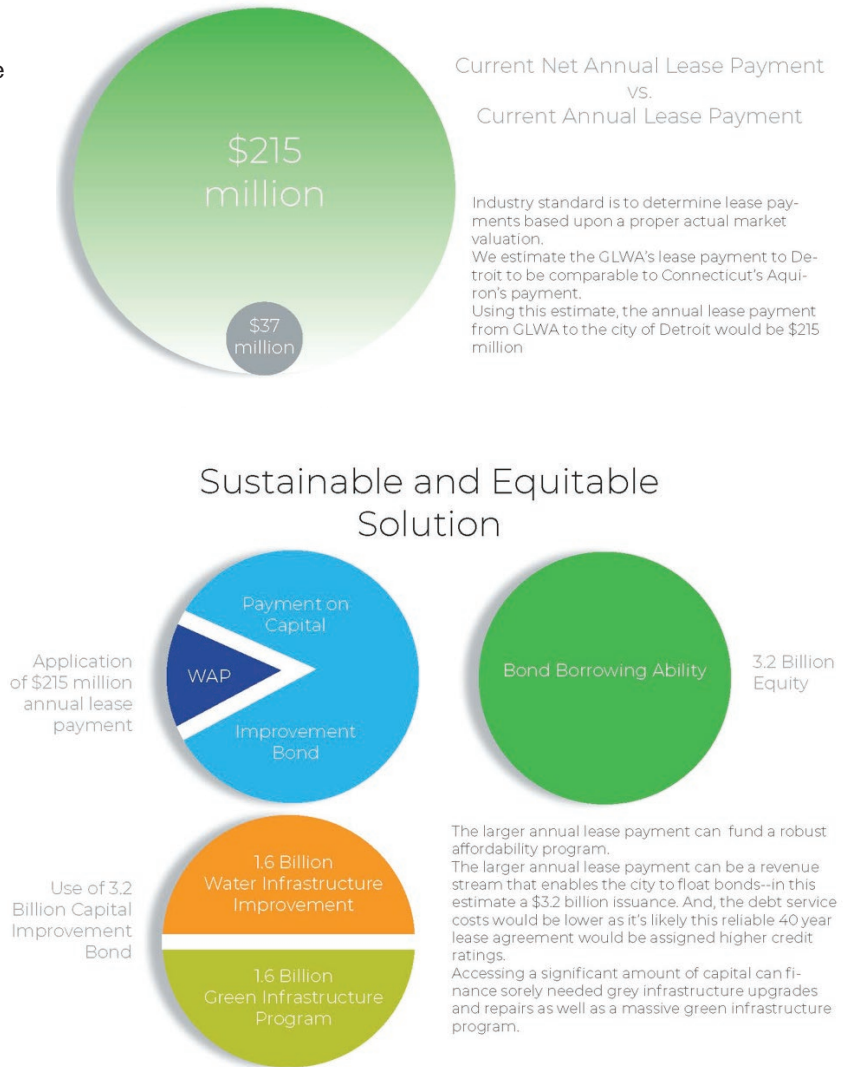 e
$215
million
$37
million
Current Net Annual Lease Payment
vs.
Current Annual Lease Payment
Industry standard is to determine lease pay-
ments based upon a proper actual market
valuation.
We estimate the GLWA's lease payment to De-
troit to be comparable to Connecticut's Aqui-
ron's payment.
Using this estimate, the annual lease payment
from GLWA to the city of Detroit would be $215
million
Sustainable and Equitable
Solution
Application
of $215 million
annual lease
payment
Payment on
Capital
WAP
Improvement
Bond
Bond Borrowing Ability
3.2 Billion
Equity
Use of 3.2
Billion Capital
Improvement
Bond
1.6 Billion
Water Infrastructure
Improvement
1.6 Billion
Green Infrastructure
Program
The larger annual lease payment can fund a robust
affordability program.
The larger annual lease payment can be a revenue
stream that enables the city to float bonds--in this
estimate a $3.2 billion issuance. And, the debt service
costs would be lower as it's likely this reliable 40 year
lease agreement would be assigned higher credit
ratings.
Accessing a significant amount of capital can fi-
nance sorely needed grey infrastructure upgrades
and repairs as well as a massive green infrastructure
program.